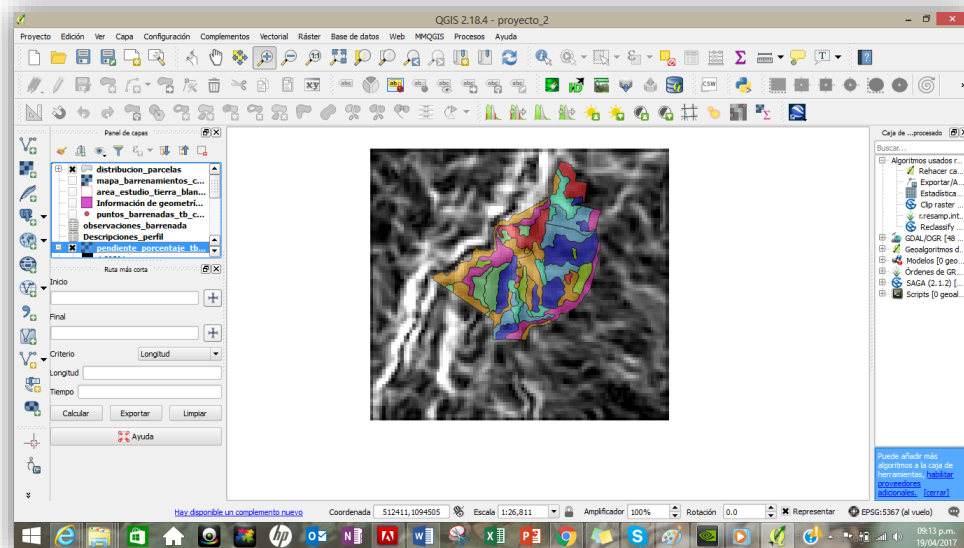 QGIS 2.18.4 - proyecto_2
Proyecto Edición Ver Capa Configuración Complementos Vectorial Ráster Base de datos Web MMQGIS Procesos Ayuda
Panel de capas
distribucion_parcelas
mapa_barrenamientos_c...
area_estudio_tierra_blan...
Información de geometrí...
puntos_barrenadas_tb_c...
observaciones_barrenada
Descripciones_perfil
pendiente_porcentaje_tb...
Ruta más corta
Inicio
Final
Criterio Longitud
Longitud
Tiempo
Calcular Exportar Limpiar
Ayuda
Caja de ...procesado
Buscar...
Algoritmos usados r...
Rehacer ca...
Exportar/A...
Estadística...
Clip raster ...
r.resamp.int...
Reclassify ...
GDAL/OGR [48 ...
Geoalgoritmos d...
Modelos [0 geo...
Órdenes de GR...
SAGA (2.1.2) [...
Scripts [0 geoal...
Puede añadir más
algoritmos a la caja de
herramientas, habilitar
proveedores
adicionales. [cerrar]
Hay disponible un complemento nuevo Coordenada 512411,1094505 Escala 1:26,811 Amplificador 100% Rotación 0.0 Representar EPSG:5367 (al vuelo)
09:13 p.m.
19/04/2017